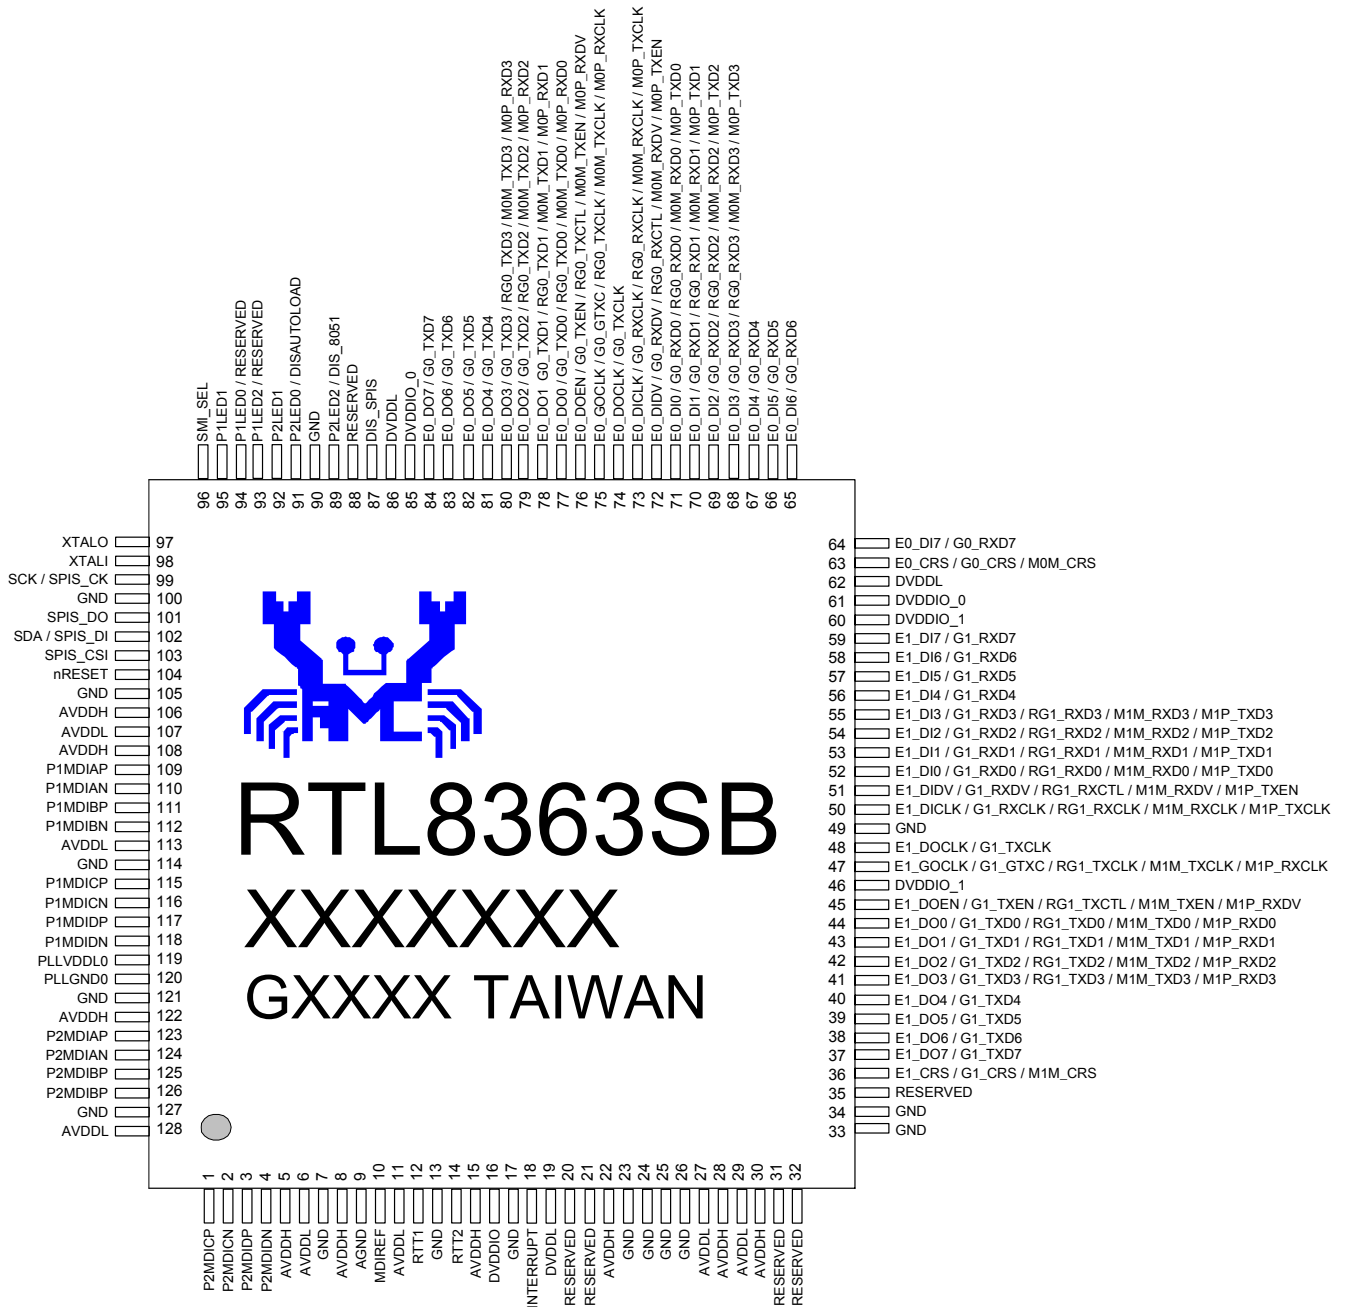 SMI_SEL
P1LED1
P1LED0 / RESERVED
P1LED2 / RESERVED
P2LED1
P2LED0 / DISAUTOLOAD
GND
P2LED2 / DIS_8051
RESERVED
DIS_SPIS
DVDDL
DVDDIO_0
E0_DO7 / G0_TXD7
E0_DO6 / G0_TXD6
E0_DO5 / G0_TXD5
E0_DO4 / G0_TXD4
E0_DO3 / G0_TXD3 / RG0_TXD3 / M0M_TXD3 / M0P_RXD3
E0_DO2 / G0_TXD2 / RG0_TXD2 / M0M_TXD2 / M0P_RXD2
E0_DO1 G0_TXD1 / RG0_TXD1 / M0M_TXD1 / M0P_RXD1
E0_DO0 / G0_TXD0 / RG0_TXD0 / M0M_TXD0 / M0P_RXD0
E0_DOEN / G0_TXEN / RG0_TXCTL / M0M_TXEN / M0P_RXDV
E0_GOCLK / G0_GTXC / RG0_TXCLK / M0M_TXCLK / M0P_RXCLK
E0_DOCLK / G0_TXCLK
E0_DICLK / G0_RXCLK / RG0_RXCLK / M0M_RXCLK / M0P_TXCLK
E0_DIDV / G0_RXDV / RG0_RXCTL / M0M_RXDV / M0P_TXEN
E0_DI0 / G0_RXD0 / RG0_RXD0 / M0M_RXD0 / M0P_TXD0
E0_DI1 / G0_RXD1 / RG0_RXD1 / M0M_RXD1 / M0P_TXD1
E0_DI2 / G0_RXD2 / RG0_RXD2 / M0M_RXD2 / M0P_TXD2
E0_DI3 / G0_RXD3 / RG0_RXD3 / M0M_RXD3 / M0P_TXD3
E0_DI4 / G0_RXD4
E0_DI5 / G0_RXD5
E0_DI6 / G0_RXD6
96 95 94 93 92 91 90 89 88 87 86 85 84 83 82 81 80 79 78 77 76 75 74 73 72 71 70 69 68 67 66 65
XTALO 97
XTALI 98
SCK / SPIS_CK 99
GND 100
SPIS_DO 101
SDA / SPIS_DI 102
SPIS_CSI 103
nRESET 104
GND 105
AVDDH 106
AVDDL 107
AVDDH 108
P1MDIAP 109
P1MDIAN 110
P1MDIBP 111
P1MDIBN 112
AVDDL 113
GND 114
P1MDICP 115
P1MDICN 116
P1MDIDP 117
P1MDIDN 118
PLLVDDL0 119
PLLGND0 120
GND 121
AVDDH 122
P2MDIAP 123
P2MDIAN 124
P2MDIBP 125
P2MDIBP 126
GND 127
AVDDL 128
RTL8363SB
XXXXXXX
GXXXX TAIWAN
64 E0_DI7 / G0_RXD7
63 E0_CRS / G0_CRS / M0M_CRS
62 DVDDL
61 DVDDIO_0
60 DVDDIO_1
59 E1_DI7 / G1_RXD7
58 E1_DI6 / G1_RXD6
57 E1_DI5 / G1_RXD5
56 E1_DI4 / G1_RXD4
55 E1_DI3 / G1_RXD3 / RG1_RXD3 / M1M_RXD3 / M1P_TXD3
54 E1_DI2 / G1_RXD2 / RG1_RXD2 / M1M_RXD2 / M1P_TXD2
53 E1_DI1 / G1_RXD1 / RG1_RXD1 / M1M_RXD1 / M1P_TXD1
52 E1_DI0 / G1_RXD0 / RG1_RXD0 / M1M_RXD0 / M1P_TXD0
51 E1_DIDV / G1_RXDV / RG1_RXCTL / M1M_RXDV / M1P_TXEN
50 E1_DICLK / G1_RXCLK / RG1_RXCLK / M1M_RXCLK / M1P_TXCLK
49 GND
48 E1_DOCLK / G1_TXCLK
47 E1_GOCLK / G1_GTXC / RG1_TXCLK / M1M_TXCLK / M1P_RXCLK
46 DVDDIO_1
45 E1_DOEN / G1_TXEN / RG1_TXCTL / M1M_TXEN / M1P_RXDV
44 E1_DO0 / G1_TXD0 / RG1_TXD0 / M1M_TXD0 / M1P_RXD0
43 E1_DO1 / G1_TXD1 / RG1_TXD1 / M1M_TXD1 / M1P_RXD1
42 E1_DO2 / G1_TXD2 / RG1_TXD2 / M1M_TXD2 / M1P_RXD2
41 E1_DO3 / G1_TXD3 / RG1_TXD3 / M1M_TXD3 / M1P_RXD3
40 E1_DO4 / G1_TXD4
39 E1_DO5 / G1_TXD5
38 E1_DO6 / G1_TXD6
37 E1_DO7 / G1_TXD7
36 E1_CRS / G1_CRS / M1M_CRS
35 RESERVED
34 GND
33 GND
1 2 3 4 5 6 7 8 9 10 11 12 13 14 15 16 17 18 19 20 21 22 23 24 25 26 27 28 29 30 31 32
P2MDICP
P2MDICN
P2MDIDP
P2MDIDN
AVDDH
AVDDL
GND
AVDDH
AGND
MDIREF
AVDDL
RTT1
GND
RTT2
AVDDH
DVDDIO
GND
INTERRUPT
DVDDL
RESERVED
RESERVED
AVDDH
GND
GND
GND
GND
AVDDL
AVDDH
AVDDL
AVDDH
RESERVED
RESERVED